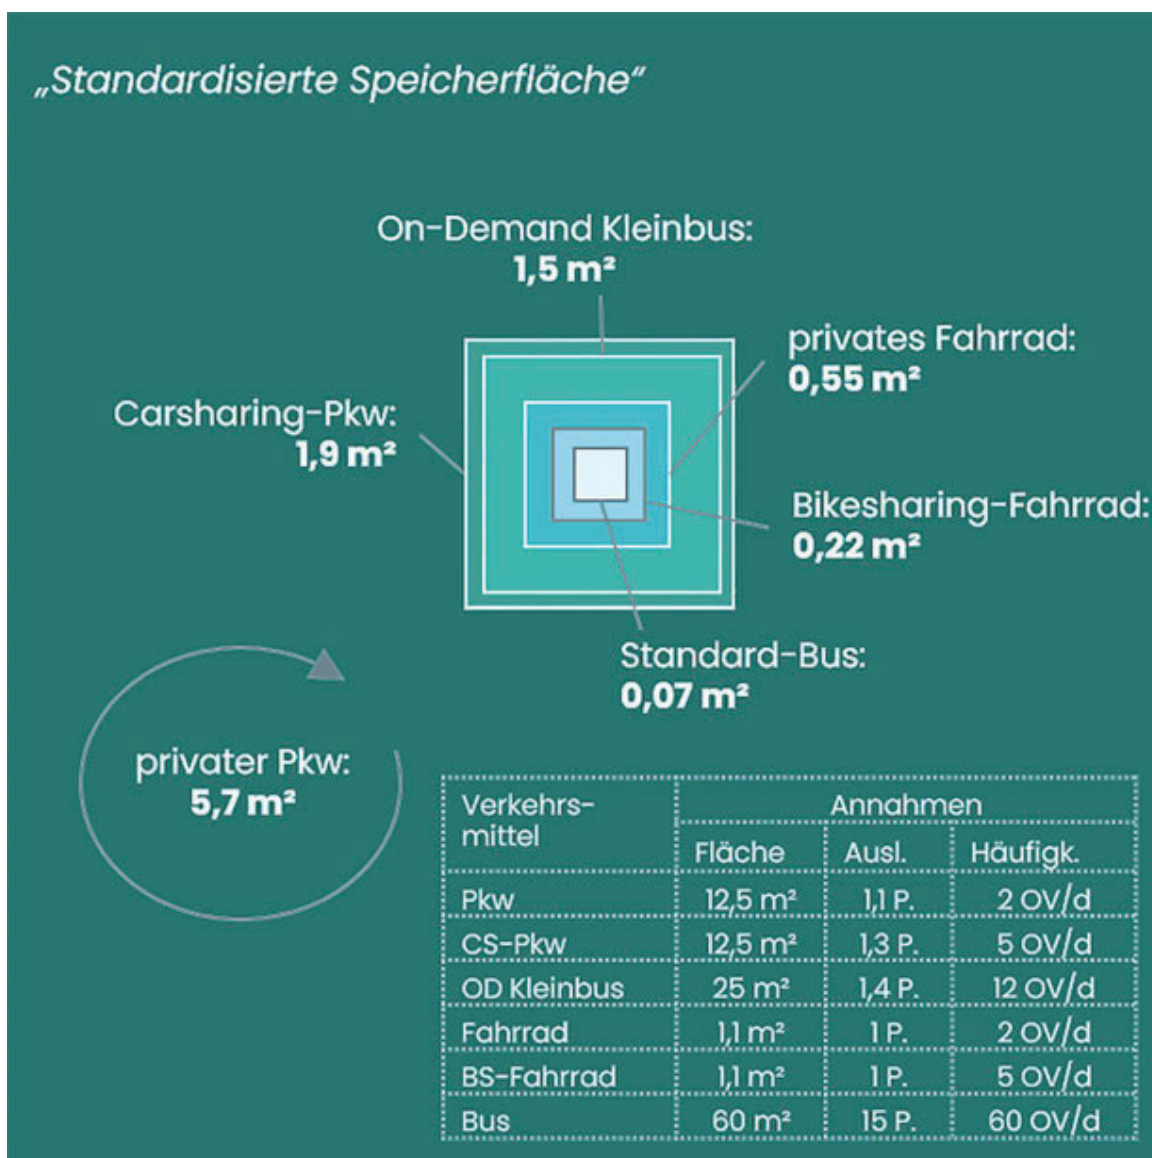 „Standardisierte Speicherfläche“
On-Demand Kleinbus:
1,5 m²
privates Fahrrad:
0,55 m²
Carsharing-Pkw:
1,9 m²
Bikesharing-Fahrrad:
0,22 m²
Standard-Bus:
0,07 m²
privater Pkw:
5,7 m²
Verkehrs-
mittel
Annahmen
Fläche Ausl. Häufigk.
Pkw 12,5 m² 1,1 P. 2 OV/d
CS-Pkw 12,5 m² 1,3 P. 5 OV/d
OD Kleinbus 25 m² 1,4 P. 12 OV/d
Fahrrad 1,1 m² 1 P. 2 OV/d
BS-Fahrrad 1,1 m² 1 P. 5 OV/d
Bus 60 m² 15 P. 60 OV/d